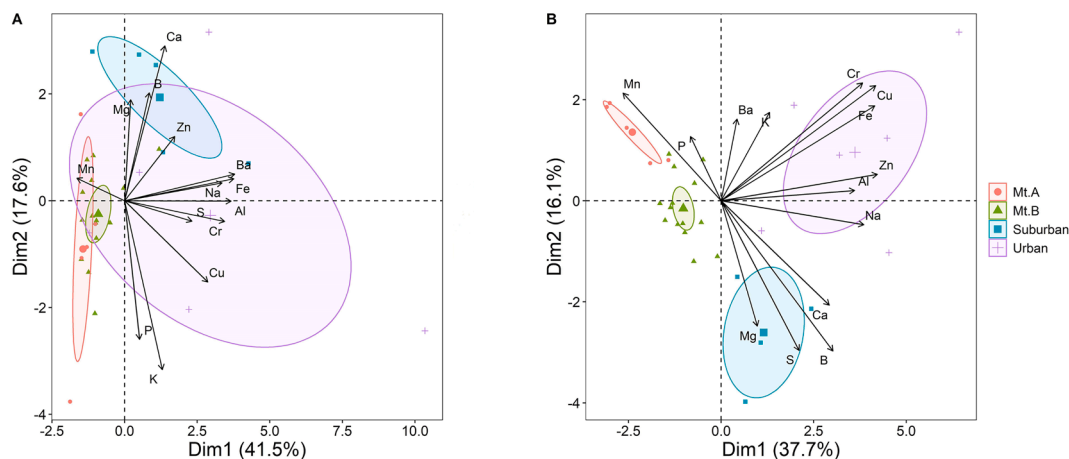 A
Ca
B
Mg
Zn
Mn
Ba
Fe
Na
Al
S
Cr
Cu
P
K
2
0
-2
-4
-2.5
0.0
2.5
5.0
7.5
10.0
Dim1 (41.5%)
Dim2 (17.6%)
B
Mn
Cr
Cu
Ba
K
Fe
P
Zn
Al
Na
Ca
Mg
S
B
2
0
-2
-4
-2.5
0.0
2.5
5.0
Dim1 (37.7%)
Dim2 (16.1%)
Mt.A
Mt.B
Suburban
Urban